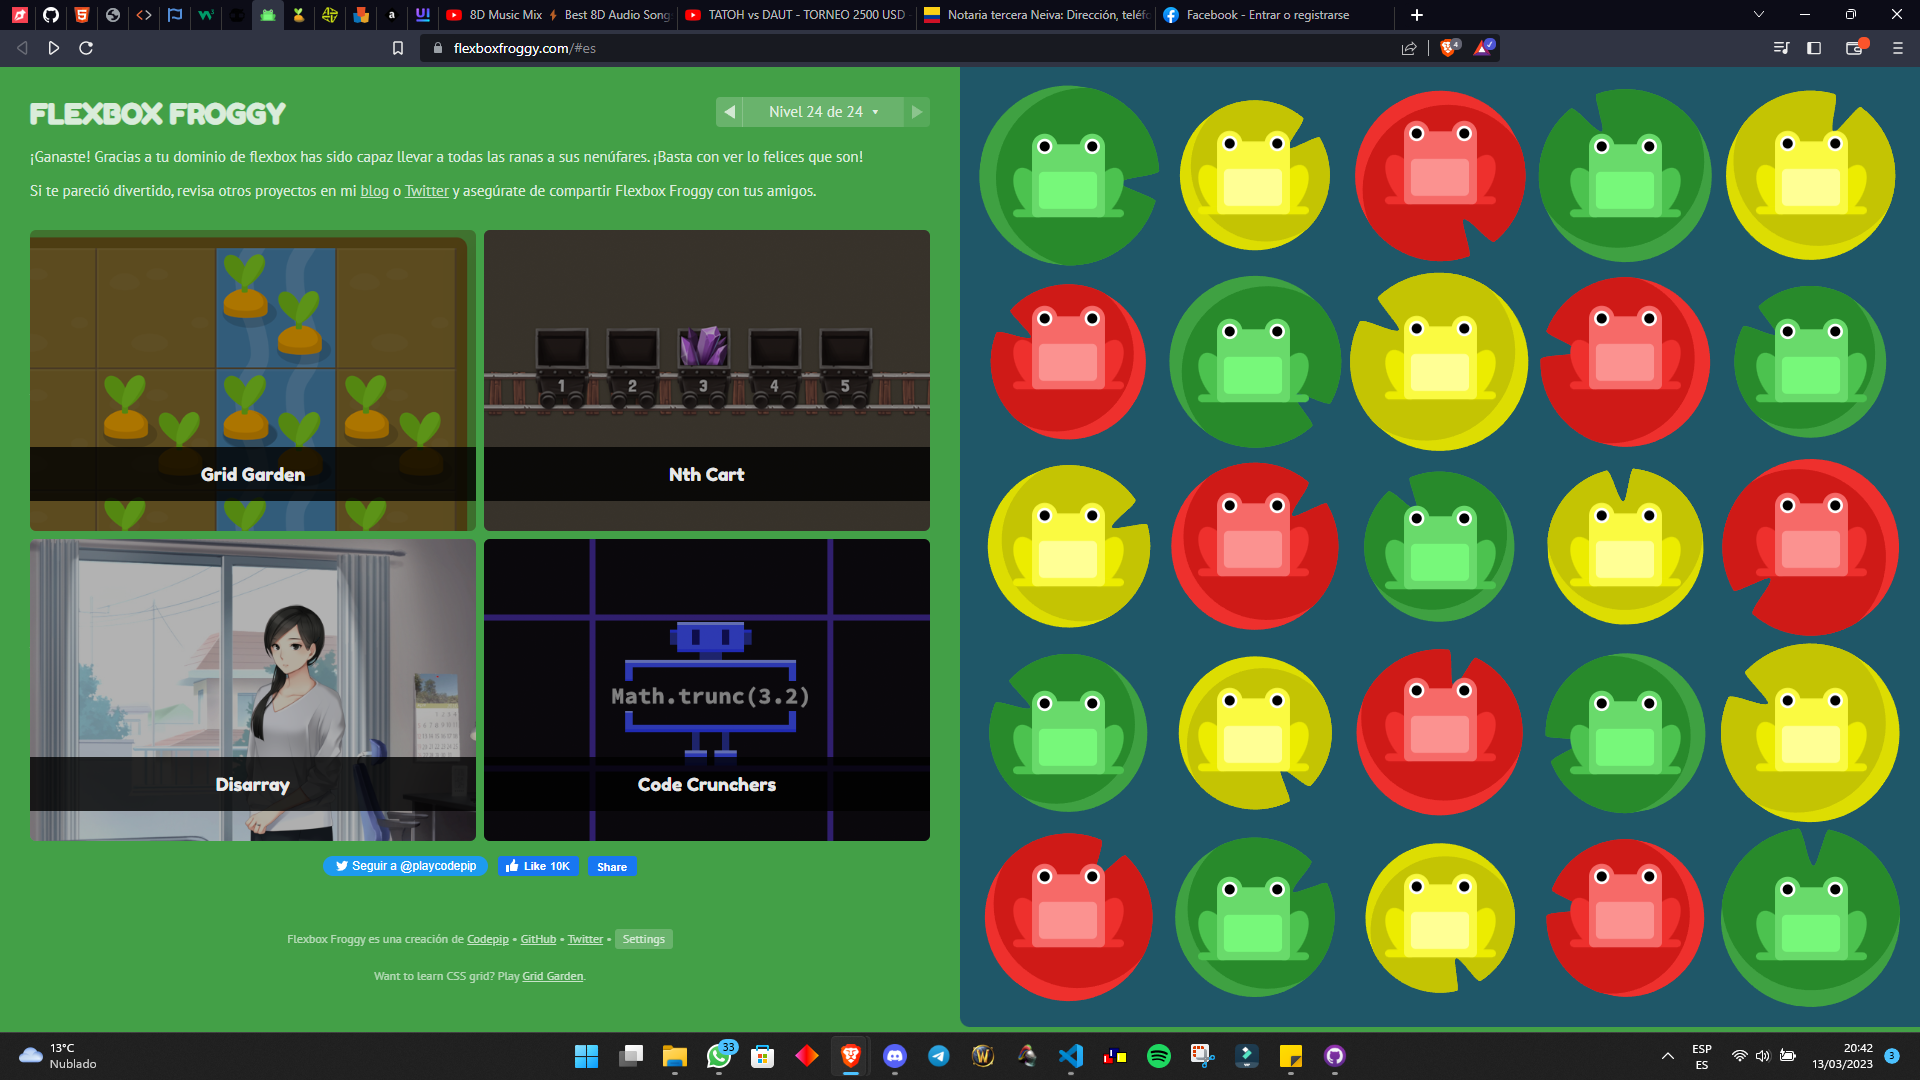 8D Music Mix ⚡ Best 8D Audio Song
TATOH vs DAUT - TORNEO 2500 USD
Notaria tercera Neiva: Dirección, teléf
Facebook - Entrar o registrarse
flexboxfroggy.com/#es
4
FLEXBOX FROGGY
Nivel 24 de 24
¡Ganaste! Gracias a tu dominio de flexbox has sido capaz llevar a todas las ranas a sus nenúfares. ¡Basta con ver lo felices que son!
Si te pareció divertido, revisa otros proyectos en mi blog o Twitter y asegúrate de compartir Flexbox Froggy con tus amigos.
1 2 3 4 5
Grid Garden
Nth Cart
Math.trunc(3.2)
Disarray
Code Crunchers
Seguir a @playcodepip
Like 10K
Share
Flexbox Froggy es una creación de Codepip • GitHub • Twitter • Settings
Want to learn CSS grid? Play Grid Garden.
13°C
Nublado
33
ESP
ES
20:42
13/03/2023
3